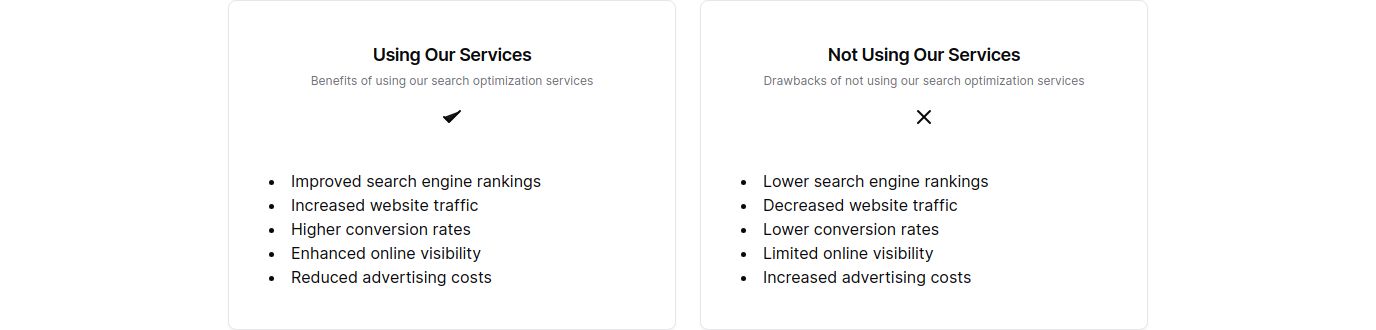 Using Our Services
Benefits of using our search optimization services
Improved search engine rankings
Increased website traffic
Higher conversion rates
Enhanced online visibility
Reduced advertising costs
Not Using Our Services
Drawbacks of not using our search optimization services
Lower search engine rankings
Decreased website traffic
Lower conversion rates
Limited online visibility
Increased advertising costs